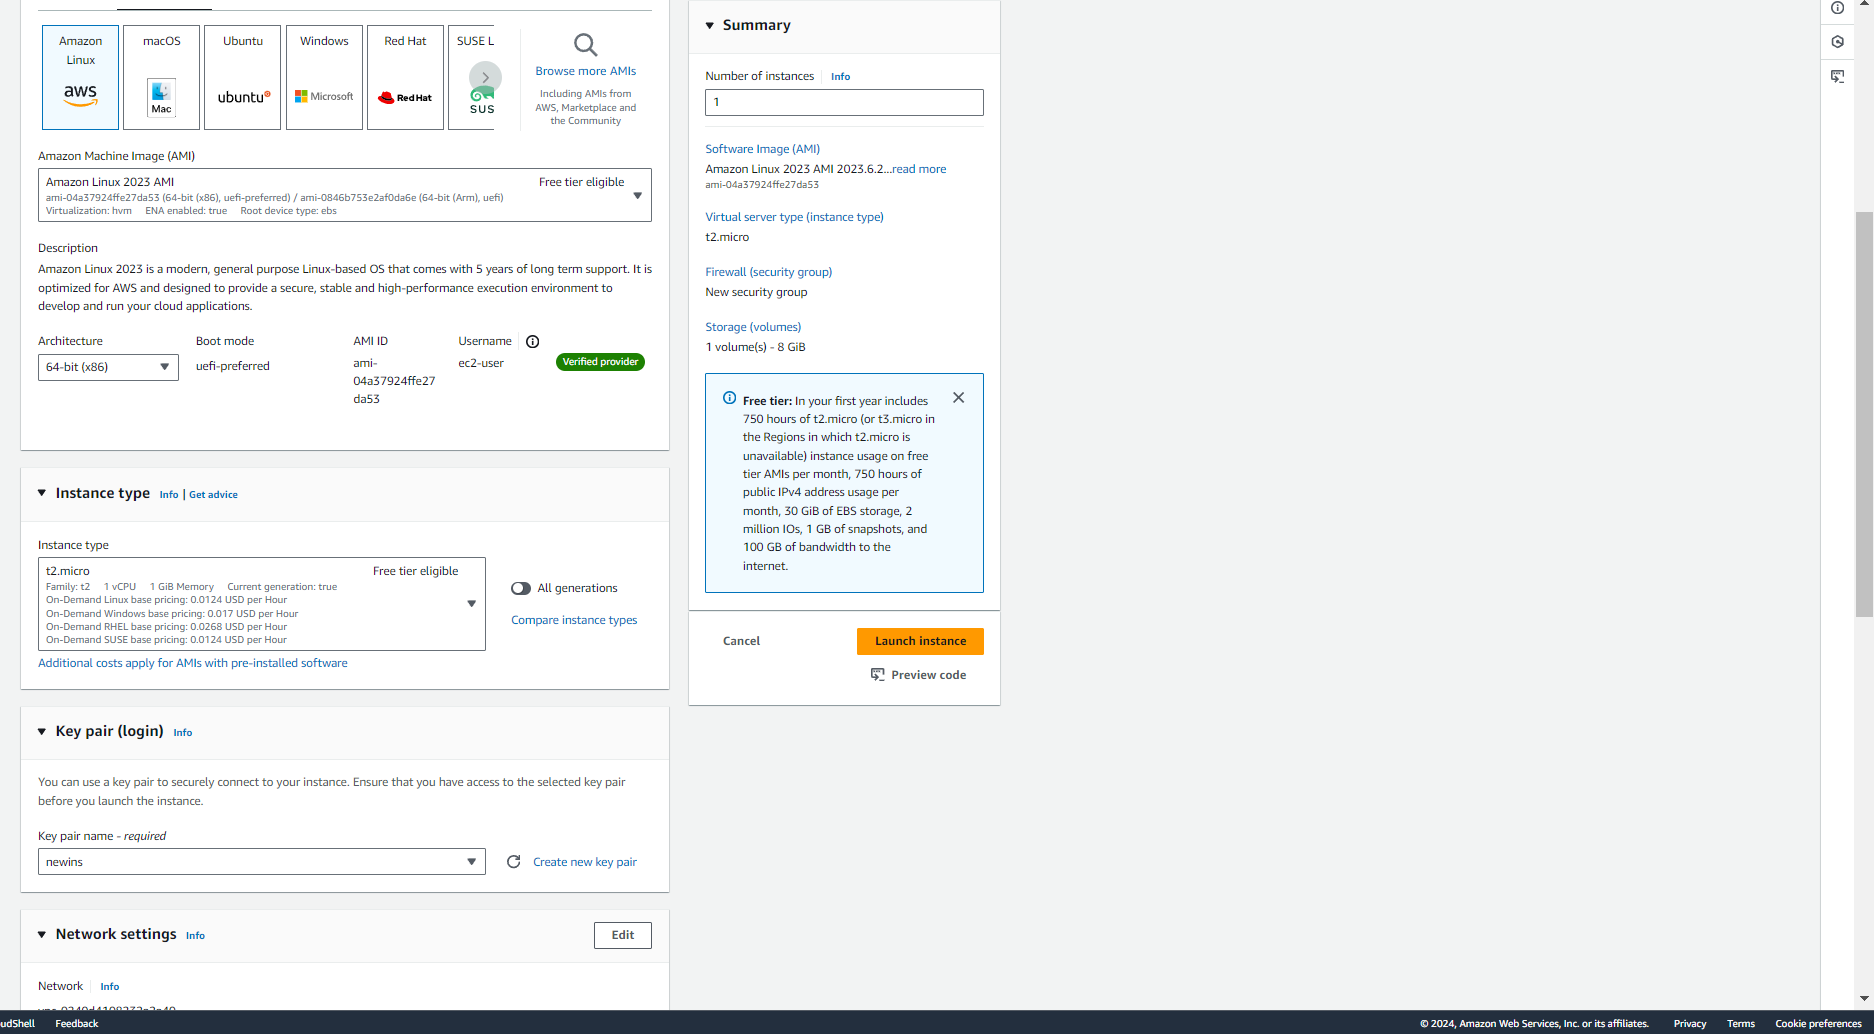 Amazon Linux
aws
macOS
Mac
Ubuntu
ubuntu
Windows
Microsoft
Red Hat
RedHat
SUSE L
SUS
Browse more AMIs
Including AMIs from
AWS, Marketplace and
the Community
Amazon Machine Image (AMI)
Amazon Linux 2023 AMI
Free tier eligible
ami-04a37924ffe27da53 (64-bit (x86), uefi-preferred) / ami-0846b753e2af0da6e (64-bit (Arm), uefi)
Virtualization: hvm ENA enabled: true Root device type: ebs
Description
Amazon Linux 2023 is a modern, general purpose Linux-based OS that comes with 5 years of long term support. It is
optimized for AWS and designed to provide a secure, stable and high-performance execution environment to
develop and run your cloud applications.
Architecture
64-bit (x86)
Boot mode
uefi-preferred
AMI ID
ami-
04a37924ffe27
da53
Username
ec2-user
Verified provider
Instance type Info | Get advice
Instance type
t2.micro
Free tier eligible
Family: t2 1 vCPU 1 GiB Memory Current generation: true
On-Demand Linux base pricing: 0.0124 USD per Hour
On-Demand Windows base pricing: 0.017 USD per Hour
On-Demand RHEL base pricing: 0.0268 USD per Hour
On-Demand SUSE base pricing: 0.0124 USD per Hour
All generations
Compare instance types
Additional costs apply for AMIs with pre-installed software
Key pair (login) Info
You can use a key pair to securely connect to your instance. Ensure that you have access to the selected key pair
before you launch the instance.
Key pair name - required
newins
Create new key pair
Network settings Info
Edit
Network Info
Summary
Number of instances Info
1
Software Image (AMI)
Amazon Linux 2023 AMI 2023.6.2...read more
ami-04a37924ffe27da53
Virtual server type (instance type)
t2.micro
Firewall (security group)
New security group
Storage (volumes)
1 volume(s) - 8 GiB
Free tier: In your first year includes
750 hours of t2.micro (or t3.micro in
the Regions in which t2.micro is
unavailable) instance usage on free
tier AMIs per month, 750 hours of
public IPv4 address usage per
month, 30 GiB of EBS storage, 2
million IOs, 1 GB of snapshots, and
100 GB of bandwidth to the
internet.
Cancel
Launch instance
Preview code
udShell Feedback
© 2024, Amazon Web Services, Inc. or its affiliates. Privacy Terms Cookie preferences